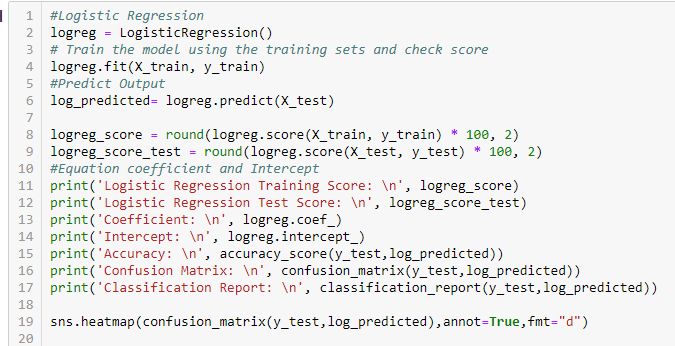 1 #Logistic Regression
2 logreg = LogisticRegression()
3 # Train the model using the training sets and check score
4 logreg.fit(X_train, y_train)
5 #Predict Output
6 log_predicted= logreg.predict(X_test)
7
8 logreg_score = round(logreg.score(X_train, y_train) * 100, 2)
9 logreg_score_test = round(logreg.score(X_test, y_test) * 100, 2)
10 #Equation coefficient and Intercept
11 print('Logistic Regression Training Score: \n', logreg_score)
12 print('Logistic Regression Test Score: \n', logreg_score_test)
13 print('Coefficient: \n', logreg.coef_)
14 print('Intercept: \n', logreg.intercept_)
15 print('Accuracy: \n', accuracy_score(y_test,log_predicted))
16 print('Confusion Matrix: \n', confusion_matrix(y_test,log_predicted))
17 print('Classification Report: \n', classification_report(y_test,log_predicted))
18
19 sns.heatmap(confusion_matrix(y_test,log_predicted),annot=True,fmt="d")
20